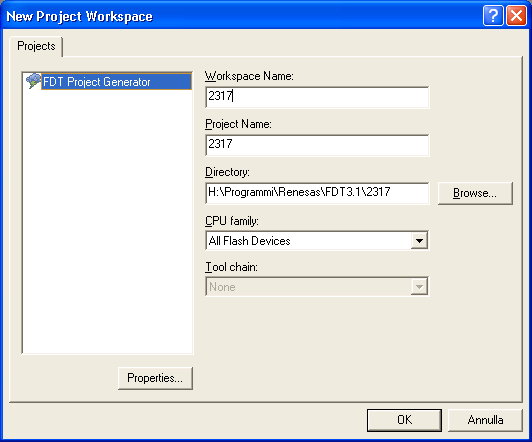 New Project Workspace
Projects
FDT Project Generator
Workspace Name:
2317
Project Name:
2317
Directory:
H:\Programmi\Renesas\FDT3.1\2317
Browse...
CPU family:
All Flash Devices
Tool chain:
None
Properties...
OK
Annulla